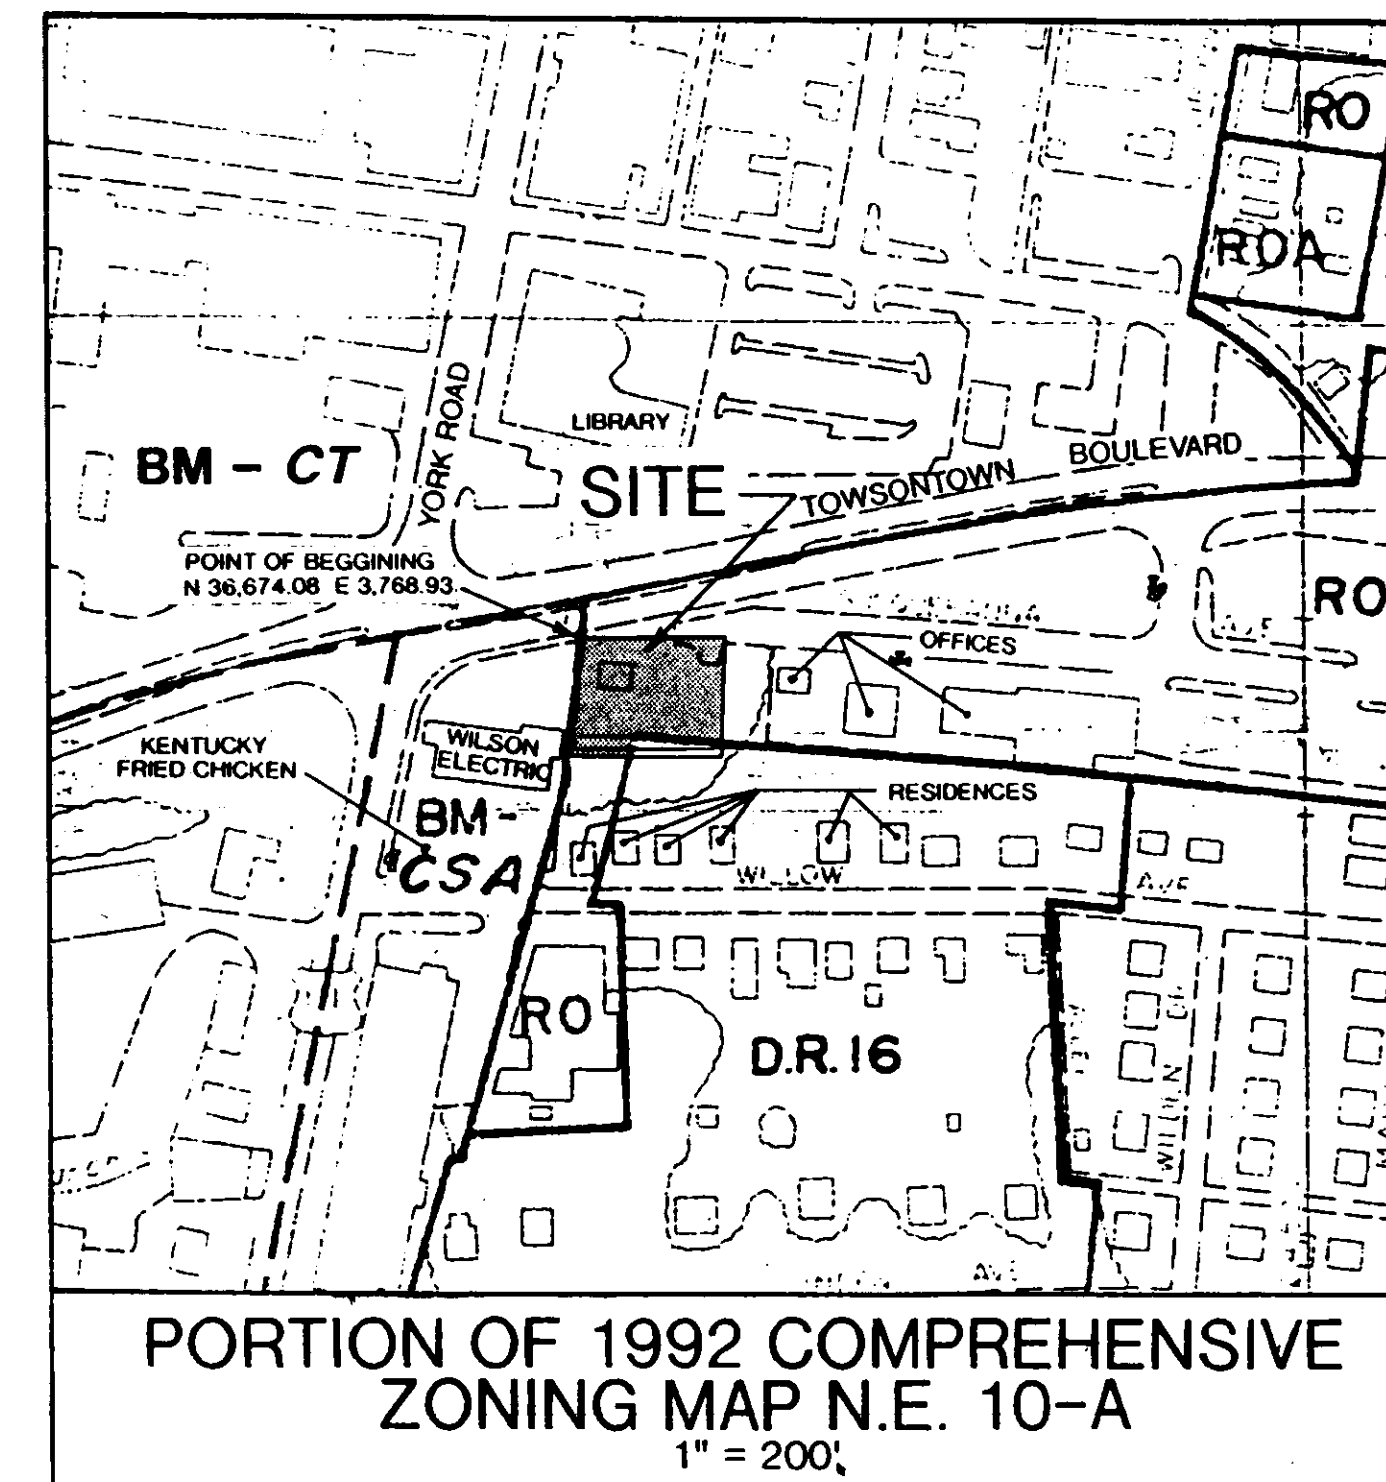 RO
ROA
YORK ROAD
LIBRARY
BM - CT
SITE
TOWSONTOWN BOULEVARD
POINT OF BEGGINING
N 36,674.08 E 3,768.93
RO
AVE
OFFICES
KENTUCKY
FRIED CHICKEN
WILSON
ELECTRIC
RESIDENCES
BM-
CSA
WILLOW AVE
RO
D.R. 16
AVE
PORTION OF 1992 COMPREHENSIVE
ZONING MAP N.E. 10-A
1" = 200'